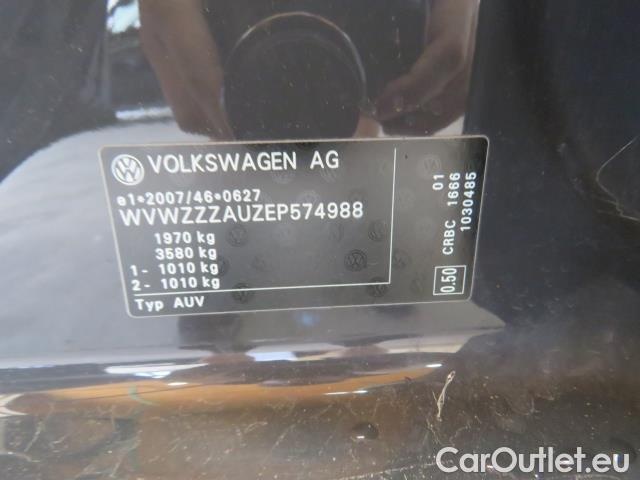 VOLKSWAGEN AG
e1*2007/46*0627
WVWZZZAUZEP574988
1970 kg
3580 kg
1- 1010 kg
2- 1010 kg
Typ AUV
01
CRBC 1666
1030485
0.50
CarOutlet.eu